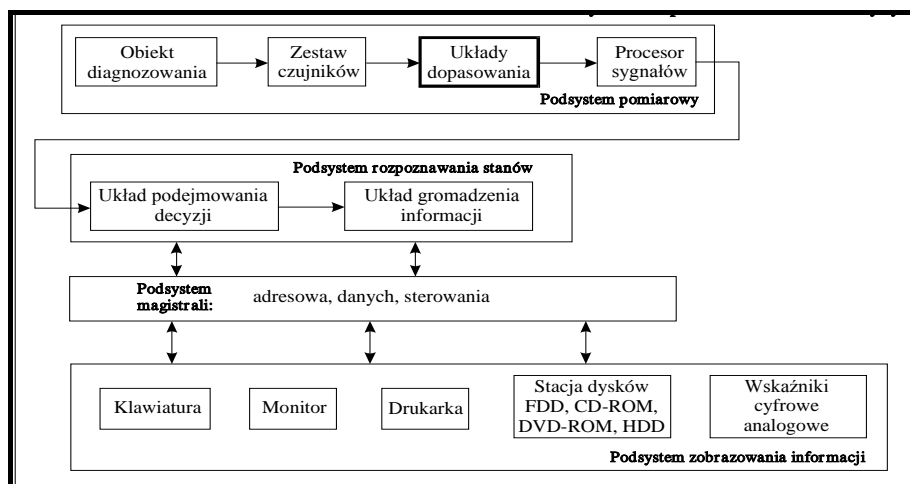 Obiekt
diagnozowania
Zestaw
czujników
Układy
dopasowania
Procesor
sygnałów
Podsystem pomiarowy
Podsystem rozpoznawania stanów
Układ podejmowania
decyzji
Układ gromadzenia
informacji
Podsystem
magistrali:
adresowa, danych, sterowania
Klawiatura
Monitor
Drukarka
Stacja dysków
FDD, CD-ROM,
DVD-ROM, HDD
Wskaźniki
cyfrowe
analogowe
Podsystem zobrazowania informacji